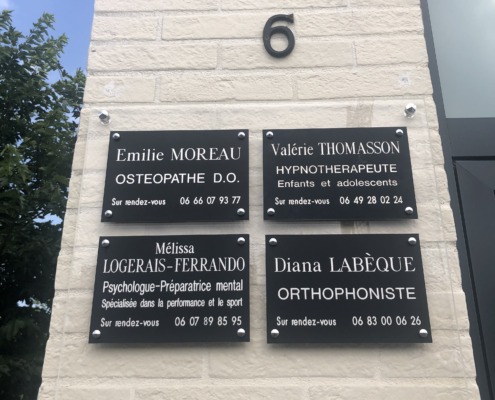 6
Emilie MOREAU
OSTEOPATHE D.O.
Sur rendez-vous 06 66 07 93 77
Valérie THOMASSON
HYPNOTHERAPEUTE
Enfants et adolescents
Sur rendez-vous 06 49 28 02 24
Mélissa
LOGERAIS-FERRANDO
Psychologue-Préparatrice mental
Spécialisée dans la performance et le sport
Sur rendez-vous 06 07 89 85 95
Diana LABÈQUE
ORTHOPHONISTE
Sur rendez-vous 06 83 00 06 26